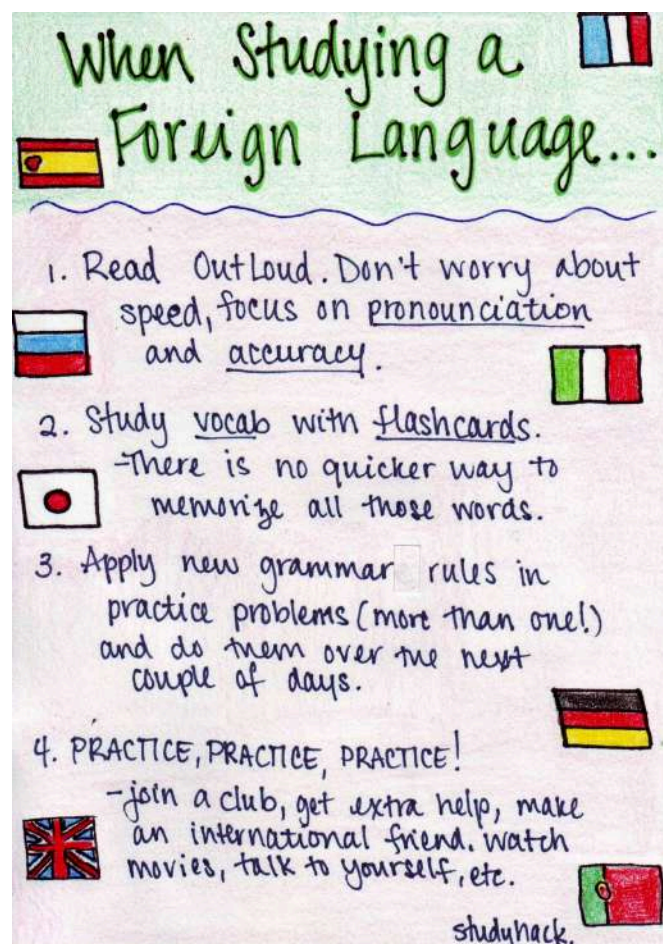 When Studying a
Foreign Language...
1. Read OutLoud. Don't worry about
speed, focus on pronounciation
and accuracy.
2. Study vocab with flashcards.
-There is no quicker way to
memorize all those words.
3. Apply new grammar rules in
practice problems (more than one!)
and do them over the next
couple of days.
4. PRACTICE, PRACTICE, PRACTICE!
-join a club, get extra help, make
an international friend. watch
movies, talk to yourself, etc.
studyhack.